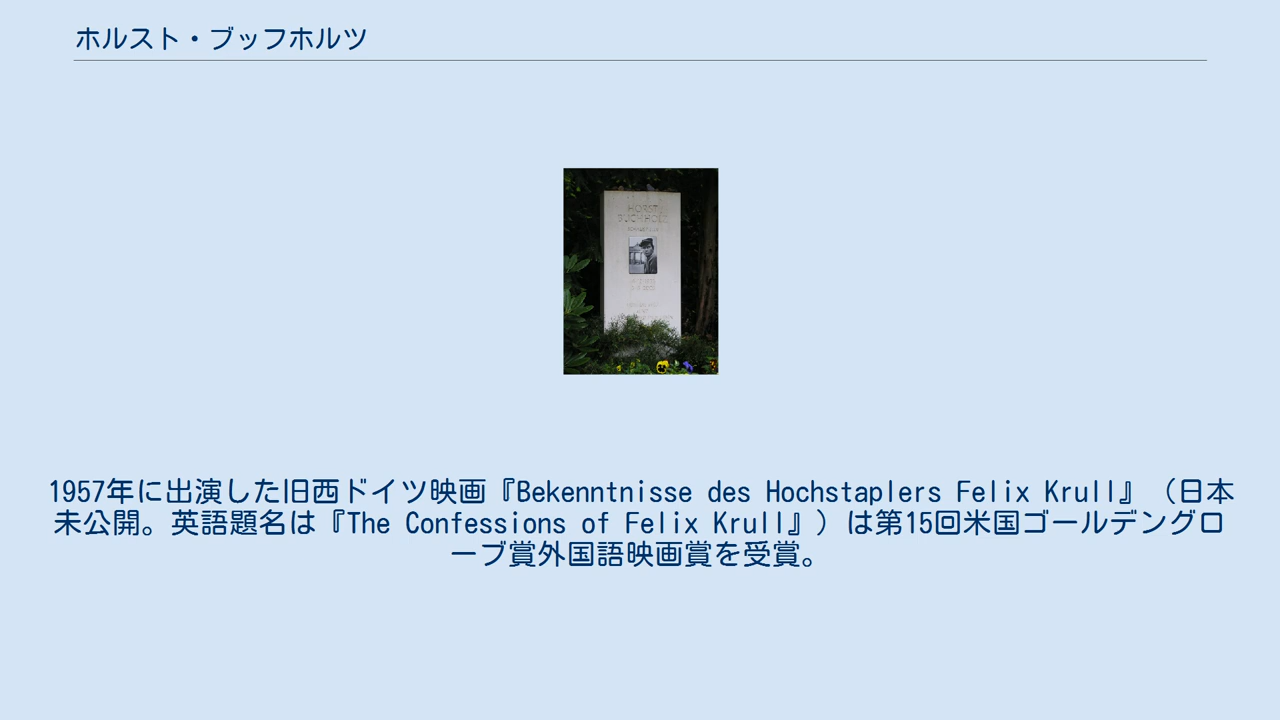 ホルスト・ブッフホルツ
HORST
BUCHHOLZ
1957年に出演した旧西ドイツ映画『Bekenntnisse des Hochstaplers Felix Krull』（日本
未公開。英語題名は『The Confessions of Felix Krull』）は第15回米国ゴールデングロ
ーブ賞外国語映画賞を受賞。